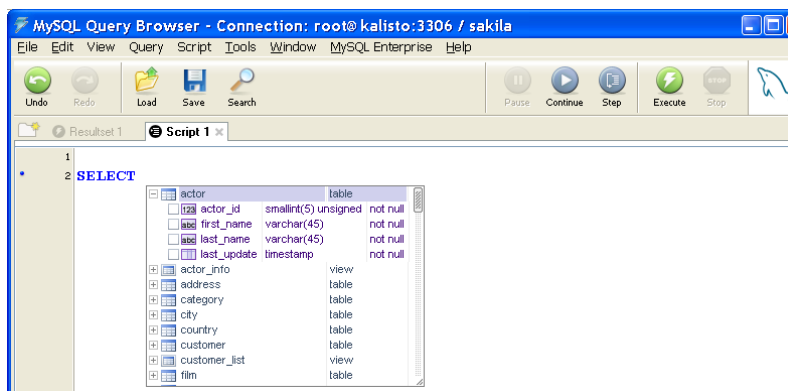 MySQL Query Browser - Connection: root@kalisto:3306 / sakila
File Edit View Query Script Tools Window MySQL Enterprise Help
Undo Redo Load Save Search Pause Continue Step Execute Stop
Resultset 1 Script 1
1
2 SELECT
actor table
123 actor_id smallint(5) unsigned not null
abc first_name varchar(45) not null
abc last_name varchar(45) not null
last_update timestamp not null
actor_info view
address table
category table
city table
country table
customer table
customer_list view
film table